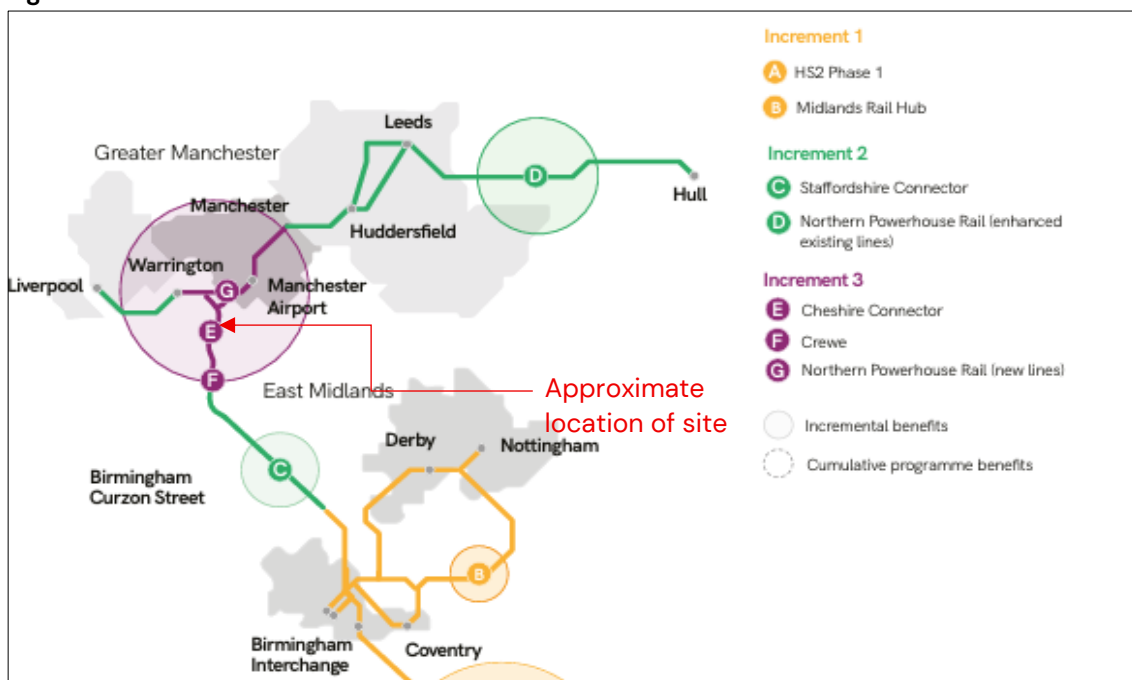 Increment 1
A HS2 Phase 1
B Midlands Rail Hub
Increment 2
C Staffordshire Connector
D Northern Powerhouse Rail (enhanced
existing lines)
Increment 3
E Cheshire Connector
F Crewe
G Northern Powerhouse Rail (new lines)
Incremental benefits
Cumulative programme benefits
Leeds
Greater Manchester
D
Hull
Manchester
Huddersfield
Warrington
Liverpool
G
Manchester
Airport
E
F
East Midlands
Approximate
location of site
Derby
Nottingham
C
Birmingham
Curzon Street
B
Birmingham
Interchange
Coventry